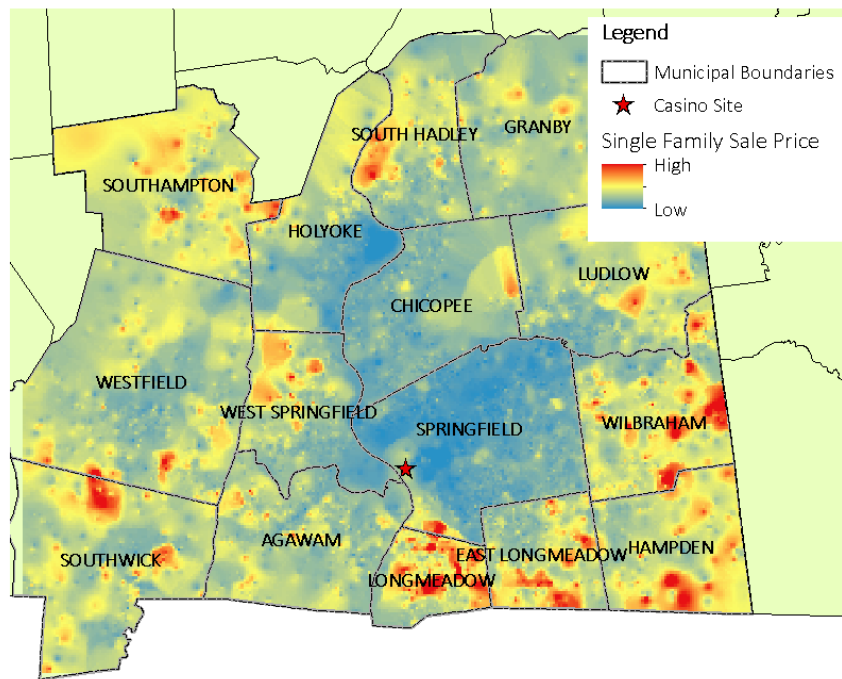 Legend
Municipal Boundaries
Casino Site
Single Family Sale Price
High
Low
SOUTH HADLEY
GRANBY
SOUTHAMPTON
HOLYOKE
LUDLOW
CHICOPEE
WESTFIELD
WEST SPRINGFIELD
SPRINGFIELD
WILBRAHAM
AGAWAM
EAST LONGMEADOW
HAMPDEN
SOUTHWICK
LONGMEADOW